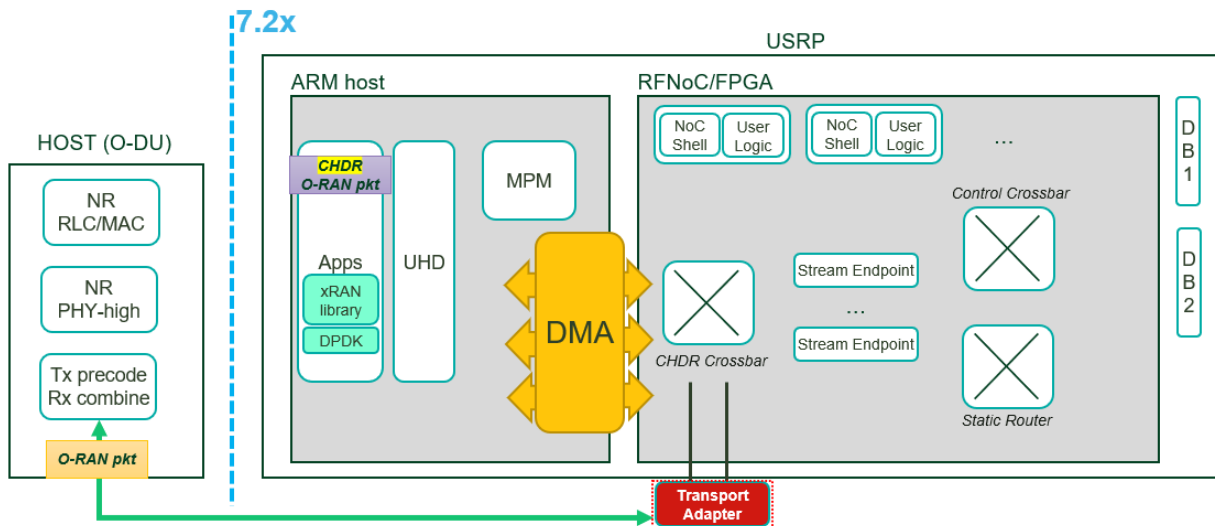 7.2x
USRP
ARM host
RFNoC/FPGA
HOST (O-DU)
NR
RLC/MAC
NR
PHY-high
Tx precode
Rx combine
O-RAN pkt
CHDR
O-RAN pkt
Apps
xRAN
library
DPDK
UHD
MPM
DMA
NoC
Shell
User
Logic
NoC
Shell
User
Logic
...
Control Crossbar
Stream Endpoint
...
Stream Endpoint
CHDR Crossbar
Static Router
DB1
DB2
Transport
Adapter